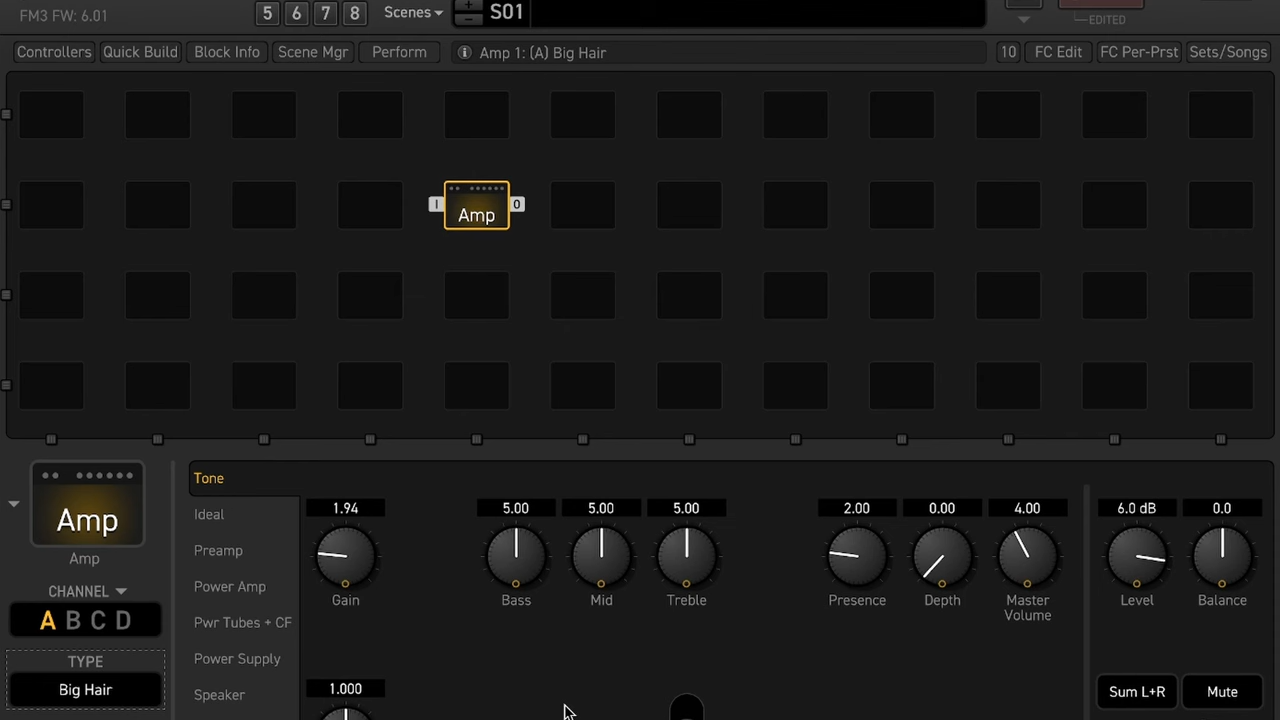 FM3 FW: 6.01
5 6 7 8
Scenes
S01
EDITED
Controllers
Quick Build
Block Info
Scene Mgr
Perform
Amp 1: (A) Big Hair
10
FC Edit
FC Per-Prst
Sets/Songs
I
Amp
O
Amp
Amp
CHANNEL
A B C D
TYPE
Big Hair
Tone
Ideal
Preamp
Power Amp
Pwr Tubes + CF
Power Supply
Speaker
1.94
Gain
5.00
Bass
5.00
Mid
5.00
Treble
2.00
Presence
0.00
Depth
4.00
Master
Volume
6.0 dB
Level
0.0
Balance
1.000
Sum L+R
Mute